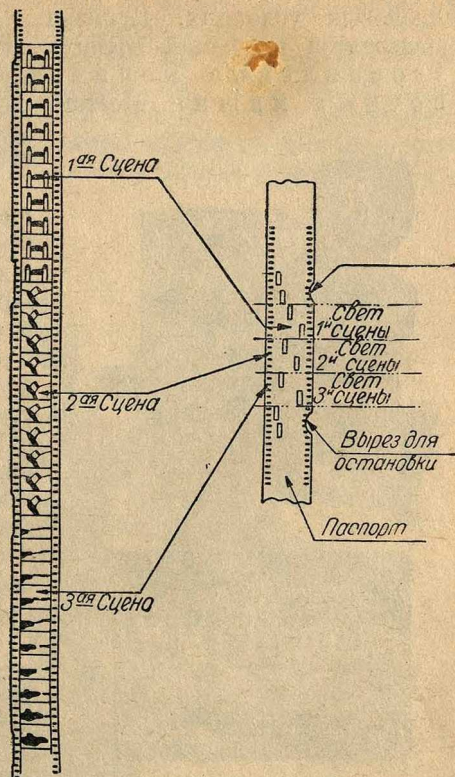 1ая Сцена
Свет
1й сцены
Свет
2й сцены
Свет
3й сцены
2ая Сцена
Вырез для
остановки
Паспорт
3ая Сцена